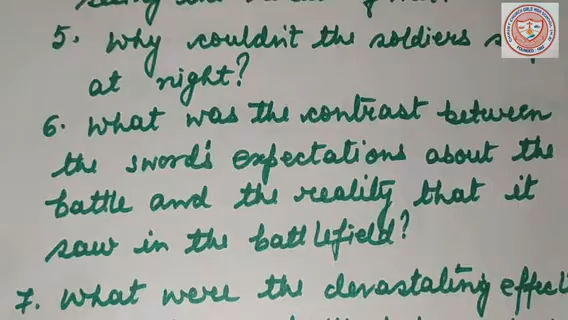 5. Why couldn't the soldiers
at night?
6. What was the contrast between
the sword's expectations about the
battle and the reality that it
saw in the battlefield?
7. What were the devastating effect